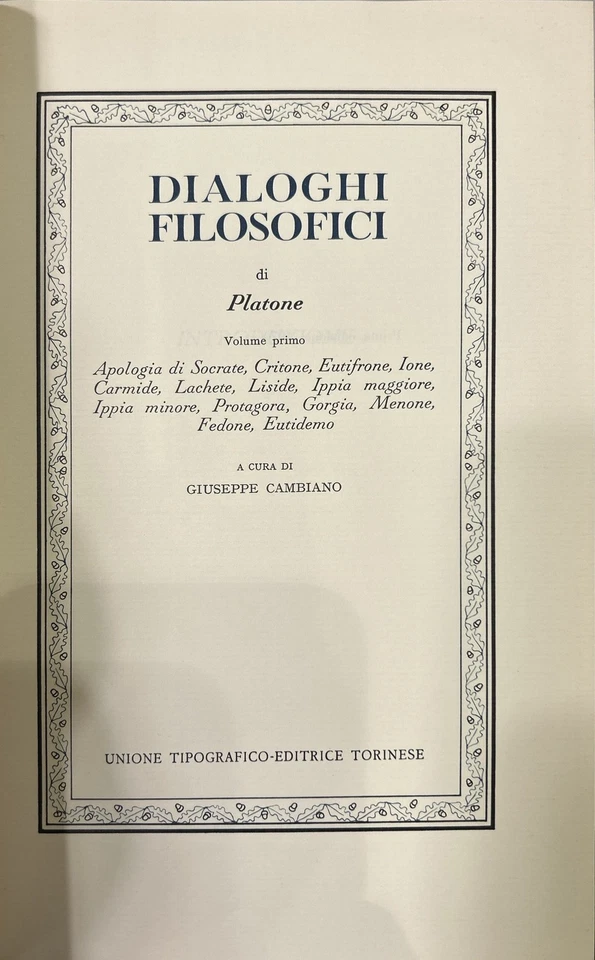 DIALOGHI
FILOSOFICI
di
Platone
Volume primo
Apologia di Socrate, Critone, Eutifrone, Ione,
Carmide, Lachete, Liside, Ippia maggiore,
Ippia minore, Protagora, Gorgia, Menone,
Fedone, Eutidemo
A CURA DI
GIUSEPPE CAMBIANO
UNIONE TIPOGRAFICO-EDITRICE TORINESE